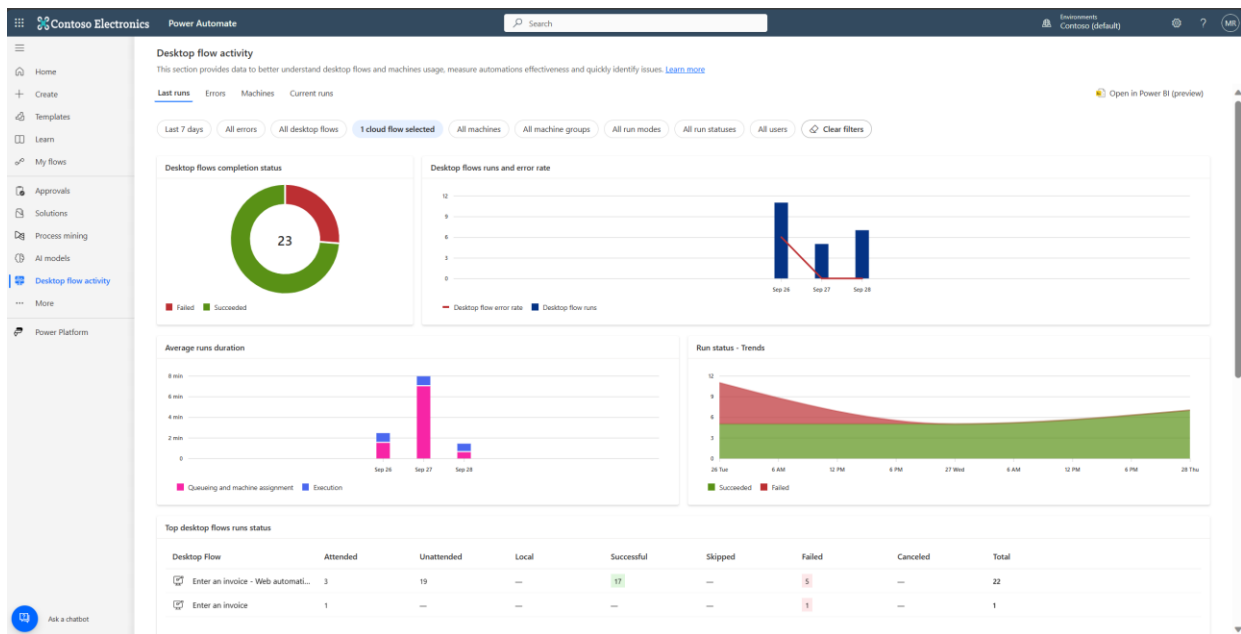 Contoso Electronics Power Automate Search Environments Contoso (default) ? MR
Home
Create
Templates
Learn
My flows
Approvals
Solutions
Process mining
AI models
Desktop flow activity
More
Power Platform
Ask a chatbot
Desktop flow activity
This section provides data to better understand desktop flows and machines usage, measure automations effectiveness and quickly identify issues. Learn more
Last runs Errors Machines Current runs Open in Power BI (preview)
Last 7 days All errors All desktop flows 1 cloud flow selected All machines All machine groups All run modes All run statuses All users Clear filters
Desktop flows completion status
23
Failed Succeeded
Desktop flows runs and error rate
12
9
6
3
0
Sep 26 Sep 27 Sep 28
Desktop flow error rate Desktop flow runs
Average runs duration
8 min
6 min
4 min
2 min
0
Sep 26 Sep 27 Sep 28
Queueing and machine assignment Execution
Run status - Trends
12
9
6
3
0
26 Tue 6 AM 12 PM 6 PM 27 Wed 6 AM 12 PM 6 PM 28 Thu
Succeeded Failed
Top desktop flows runs status
Desktop Flow Attended Unattended Local Successful Skipped Failed Canceled Total
Enter an invoice - Web automati... 3 19 — 17 — 5 — 22
Enter an invoice 1 — — — — 1 — 1